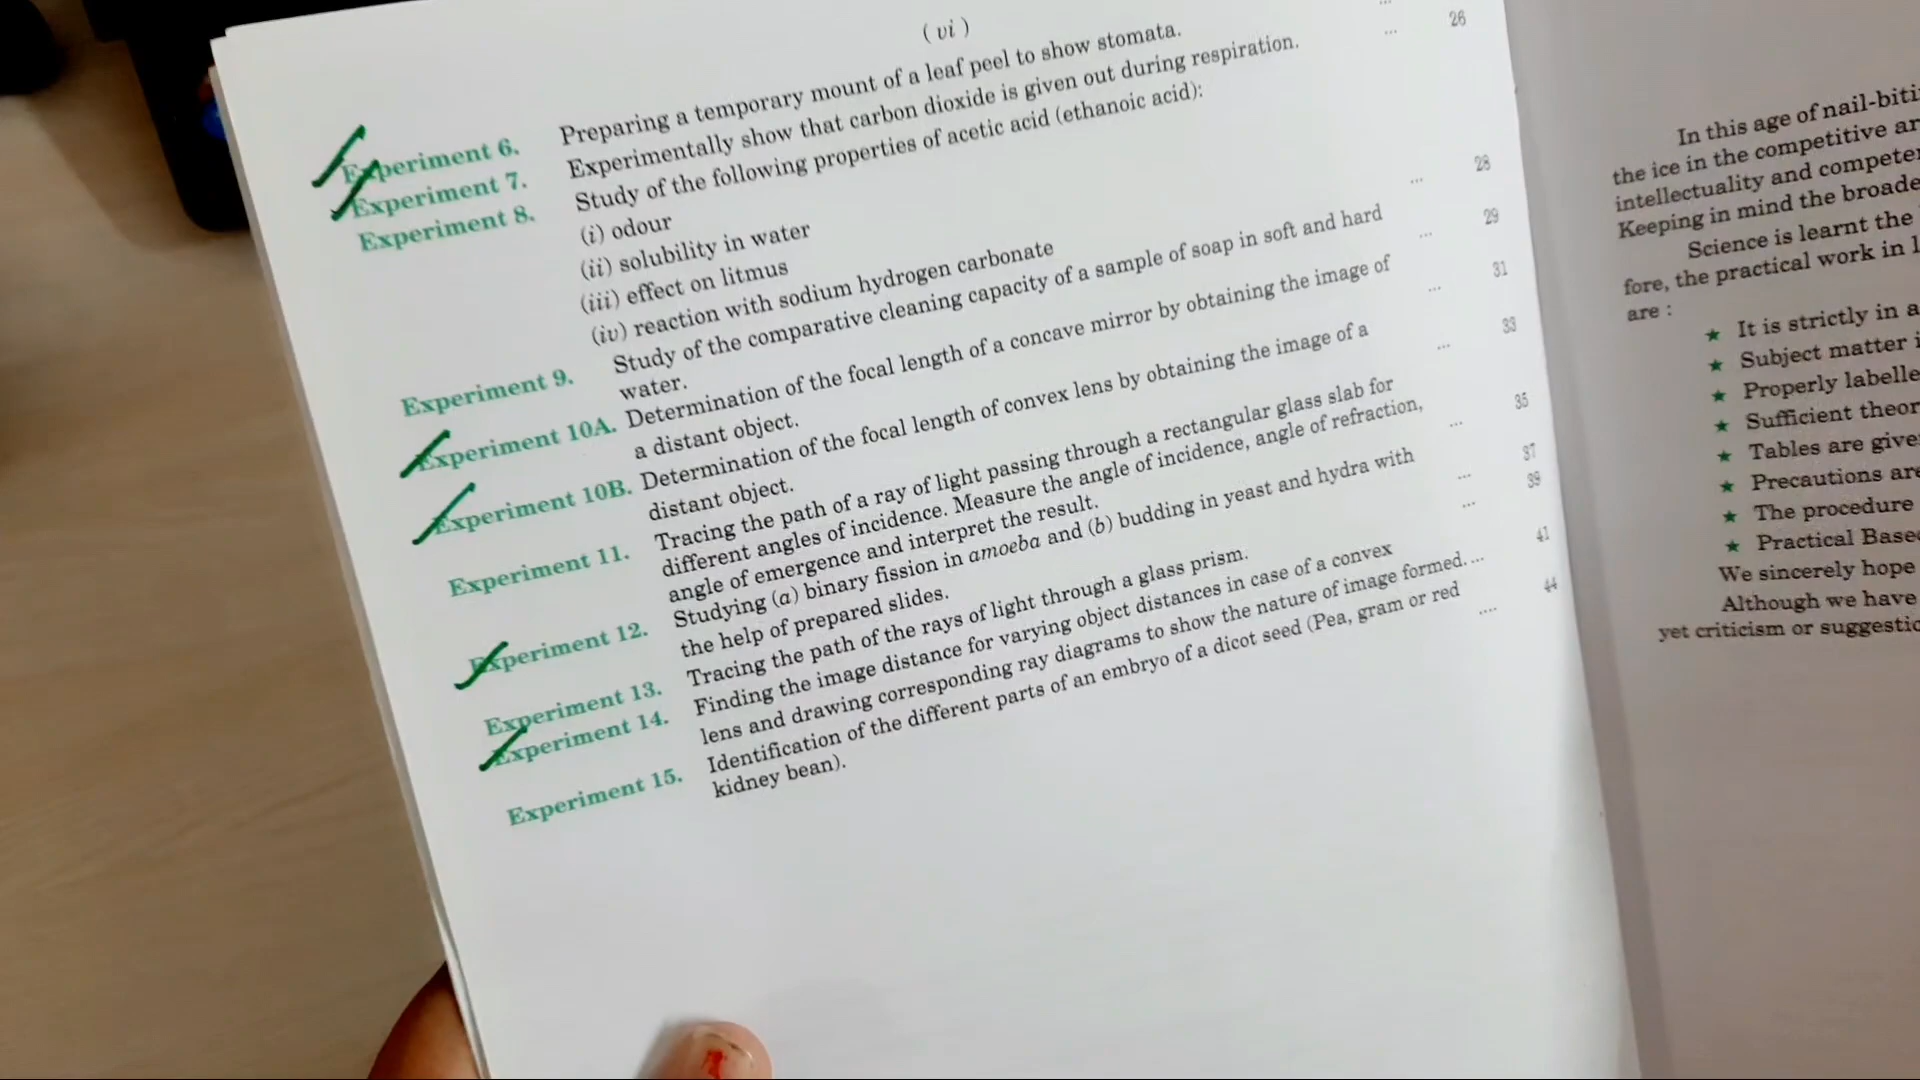 ( vi )
Experiment 6. Preparing a temporary mount of a leaf peel to show stomata. ...
Experiment 7. Experimentally show that carbon dioxide is given out during respiration. ... 26
Experiment 8. Study of the following properties of acetic acid (ethanoic acid):
(i) odour
(ii) solubility in water
(iii) effect on litmus
(iv) reaction with sodium hydrogen carbonate ... 28
Experiment 9. Study of the comparative cleaning capacity of a sample of soap in soft and hard
water. ... 29
Experiment 10A. Determination of the focal length of a concave mirror by obtaining the image of
a distant object. ... 31
Experiment 10B. Determination of the focal length of convex lens by obtaining the image of a
distant object. ... 33
Experiment 11. Tracing the path of a ray of light passing through a rectangular glass slab for
different angles of incidence. Measure the angle of incidence, angle of refraction,
angle of emergence and interpret the result. ... 35
Experiment 12. Studying (a) binary fission in amoeba and (b) budding in yeast and hydra with
the help of prepared slides. ... 37
Experiment 13. Tracing the path of the rays of light through a glass prism. ... 39
Experiment 14. Finding the image distance for varying object distances in case of a convex
lens and drawing corresponding ray diagrams to show the nature of image formed.... 41
Experiment 15. Identification of the different parts of an embryo of a dicot seed (Pea, gram or red
kidney bean). .... 44
In this age of nail-biti
the ice in the competitive ar
intellectuality and competen
Keeping in mind the broade
Science is learnt the
fore, the practical work in l
are :
★ It is strictly in a
★ Subject matter i
★ Properly labelle
★ Sufficient theor
★ Tables are give
★ Precautions are
★ The procedure
★ Practical Base
We sincerely hope
Although we have
yet criticism or suggestio